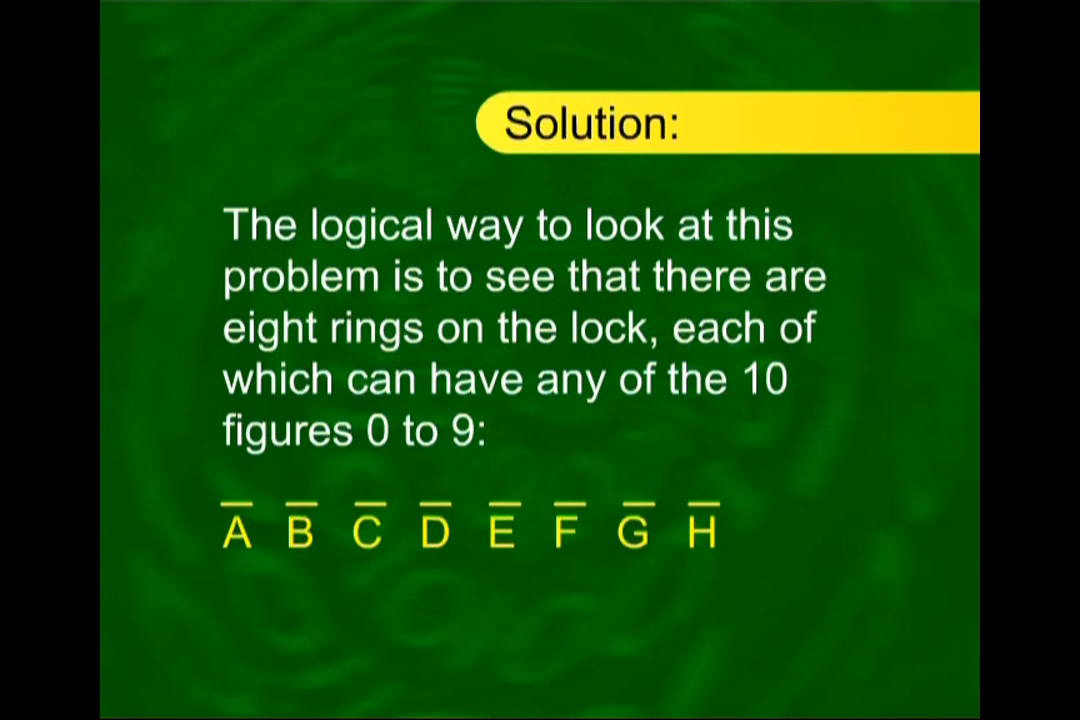 Solution:
The logical way to look at this
problem is to see that there are
eight rings on the lock, each of
which can have any of the 10
figures 0 to 9:
A B C D E F G H